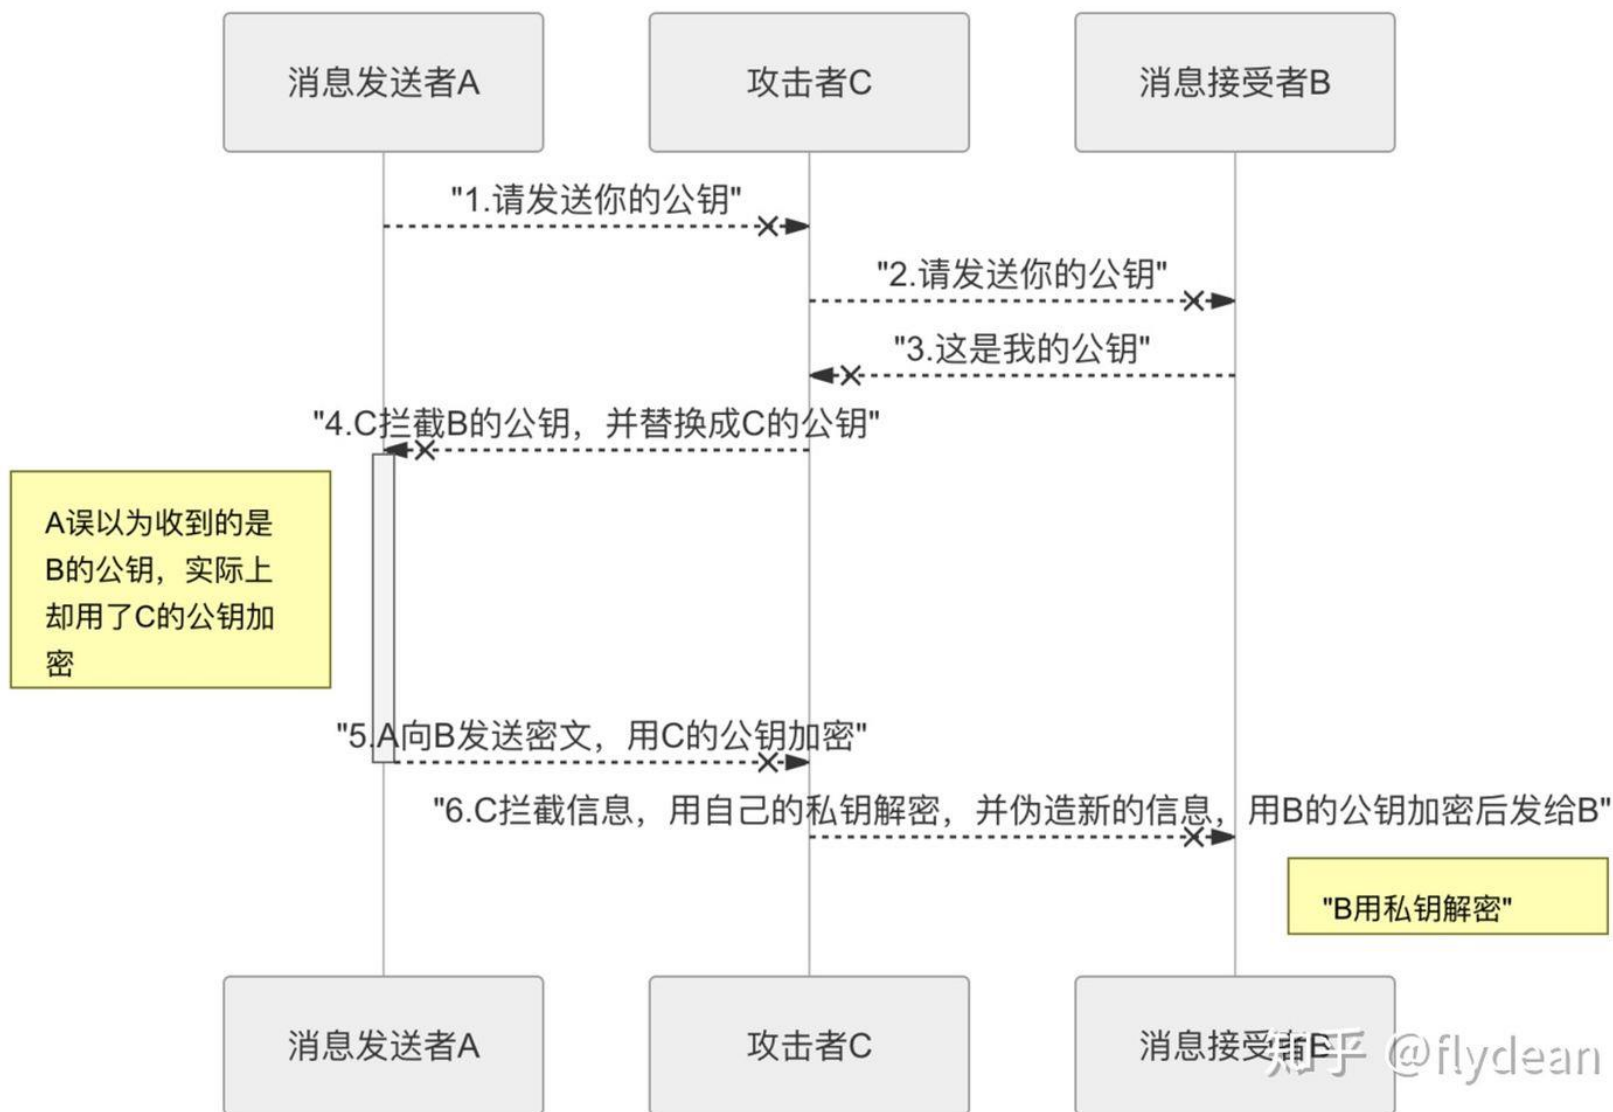 消息发送者A
攻击者C
消息接受者B
"1.请发送你的公钥"
"2.请发送你的公钥"
"3.这是我的公钥"
"4.C拦截B的公钥，并替换成C的公钥"
A误以为收到的是
B的公钥，实际上
却用了C的公钥加
密
"5.A向B发送密文，用C的公钥加密"
"6.C拦截信息，用自己的私钥解密，并伪造新的信息，用B的公钥加密后发给B"
"B用私钥解密"
消息发送者A
攻击者C
消息接受者B
知乎 @flydean